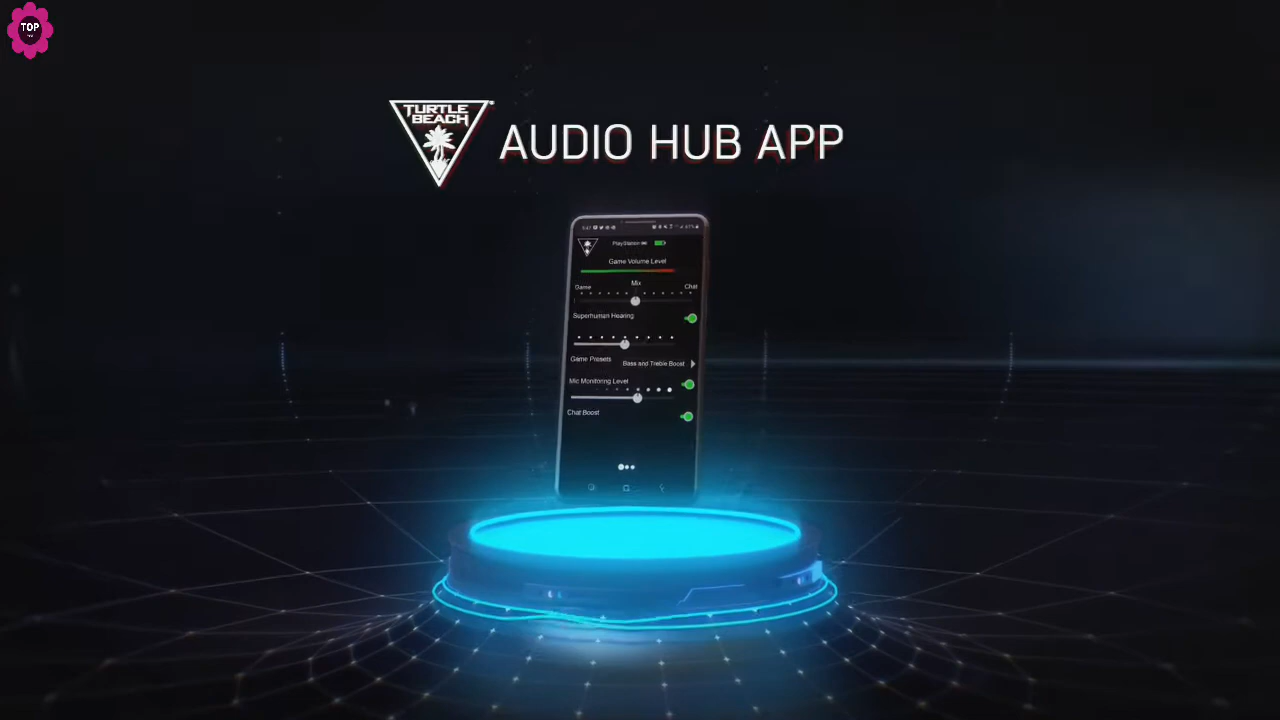 TOP
TURTLE
BEACH
AUDIO HUB APP
PlayStation
Game Volume Level
Mix
Game
Chat
Superhuman Hearing
Game Presets
Bass and Treble Boost
Mic Monitoring Level
Chat Boost